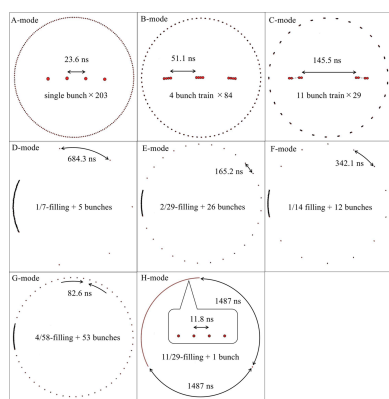 A-mode
23.6 ns
single bunch × 203
B-mode
51.1 ns
4 bunch train × 84
C-mode
145.5 ns
11 bunch train × 29
D-mode
684.3 ns
1/7-filling + 5 bunches
E-mode
165.2 ns
2/29-filling + 26 bunches
F-mode
342.1 ns
1/14 filling + 12 bunches
G-mode
82.6 ns
4/58-filling + 53 bunches
H-mode
1487 ns
11.8 ns
11/29-filling + 1 bunch
1487 ns